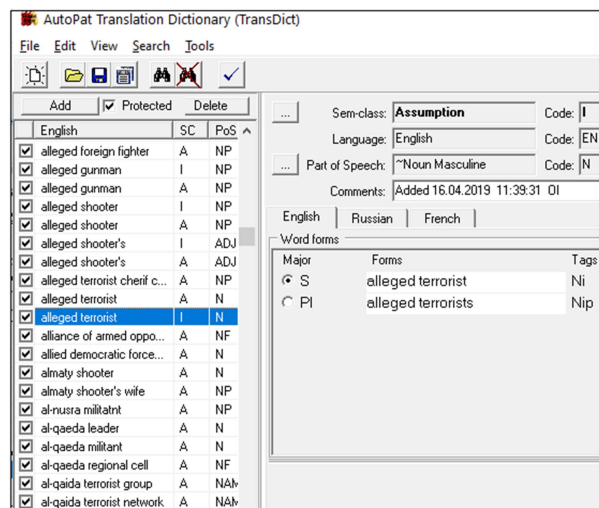 AutoPat Translation Dictionary (TransDict)
File Edit View Search Tools
Add Protected Delete
English SC PoS
alleged foreign fighter A NP
alleged gunman I NP
alleged gunman A NP
alleged shooter I NP
alleged shooter A NP
alleged shooter's I ADJ
alleged shooter's A ADJ
alleged terrorist cherif c... A NP
alleged terrorist A N
alleged terrorist I N
alliance of armed oppo... A NF
allied democratic force... A N
almaty shooter A N
almaty shooter's wife A NP
al-nusra militatnt A NP
al-qaeda leader A N
al-qaeda militant A N
al-qaeda regional cell A NF
al-qaida terrorist group A NAM
al-qaida terrorist network A NAM
... Sem-class: Assumption Code: I
Language: English Code: EN
... Part of Speech: ~Noun Masculine Code: N
Comments: Added 16.04.2019 11:39:31 OI
English Russian French
Word forms
Major Forms Tags
S alleged terrorist Ni
Pl alleged terrorists Nip